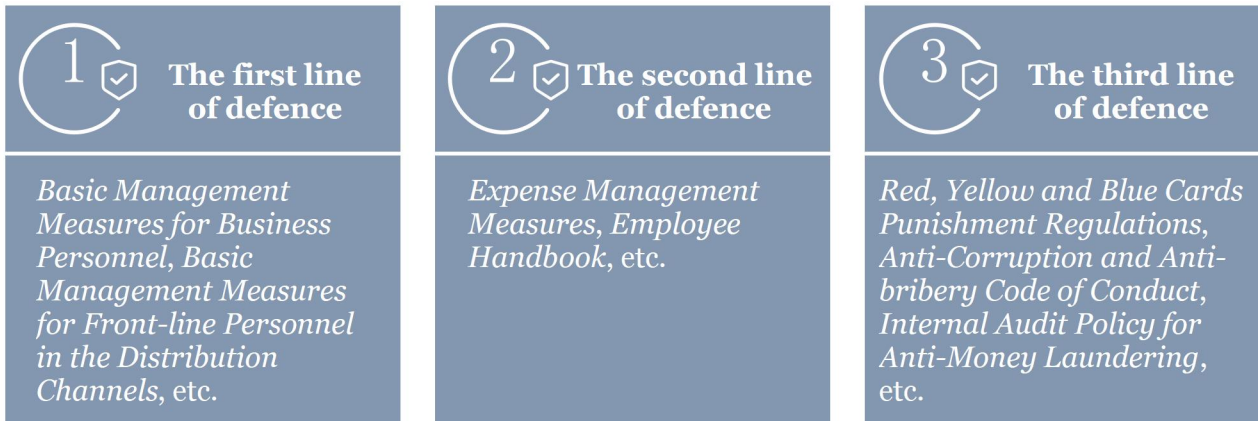 1
The first line
of defence
Basic Management
Measures for Business
Personnel, Basic
Management Measures
for Front-line Personnel
in the Distribution
Channels, etc.
2
The second line
of defence
Expense Management
Measures, Employee
Handbook, etc.
3
The third line
of defence
Red, Yellow and Blue Cards
Punishment Regulations,
Anti-Corruption and Anti-
bribery Code of Conduct,
Internal Audit Policy for
Anti-Money Laundering,
etc.